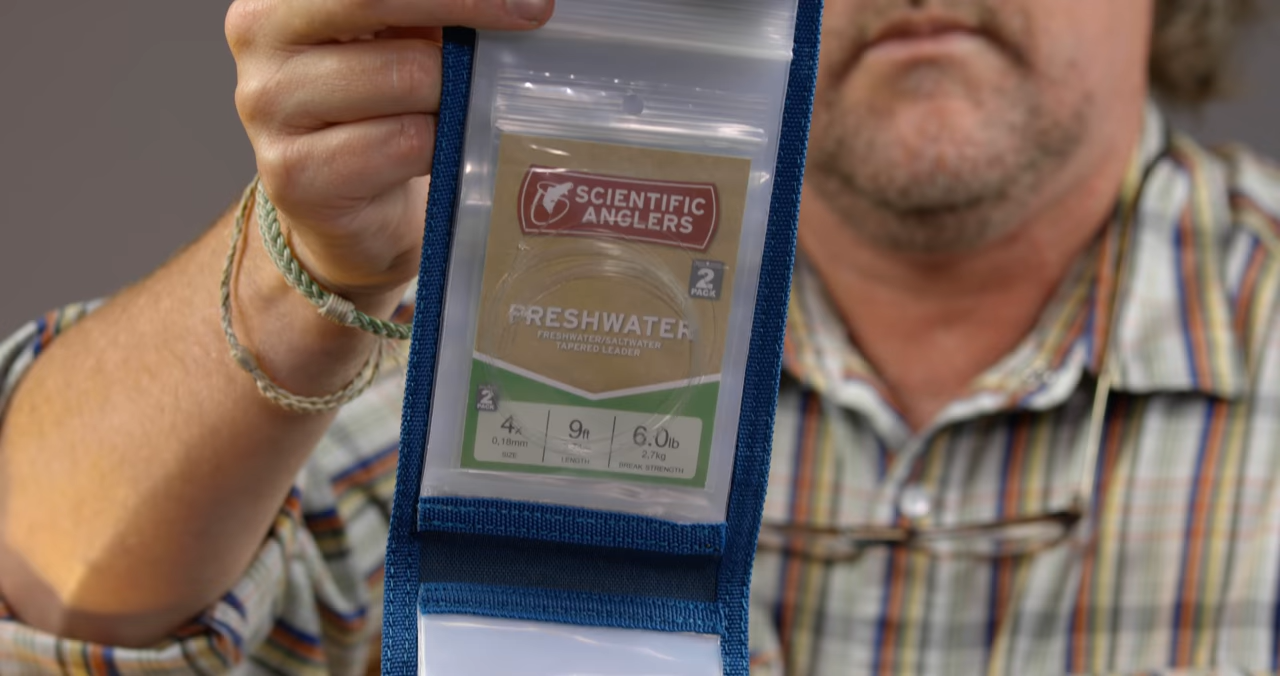 SCIENTIFIC
ANGLERS
2
PACK
FRESHWATER
FRESHWATER/SALTWATER
TAPERED LEADER
2
PACK
4x
0,18mm
SIZE
9ft
LENGTH
6.0lb
2,7kg
BREAK STRENGTH